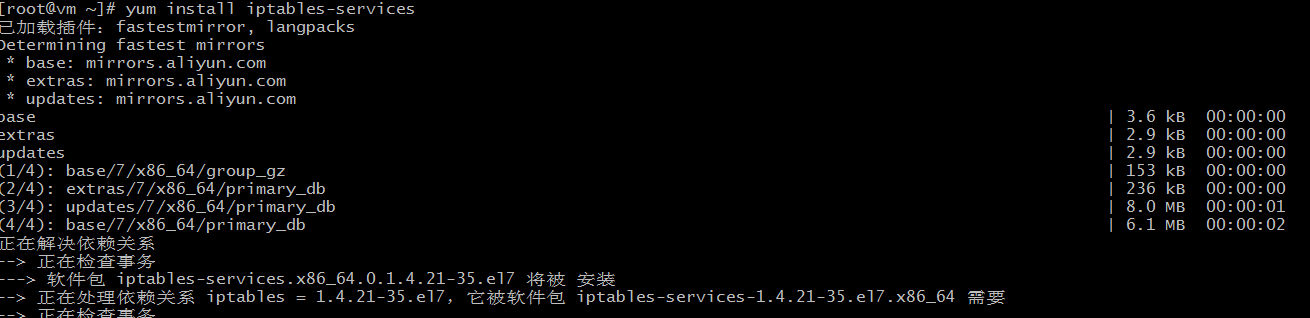 [root@vm ~]# yum install iptables-services
已加载插件：fastestmirror, langpacks
Determining fastest mirrors
 * base: mirrors.aliyun.com
 * extras: mirrors.aliyun.com
 * updates: mirrors.aliyun.com
base | 3.6 kB 00:00:00
extras | 2.9 kB 00:00:00
updates | 2.9 kB 00:00:00
(1/4): base/7/x86_64/group_gz | 153 kB 00:00:00
(2/4): extras/7/x86_64/primary_db | 236 kB 00:00:00
(3/4): updates/7/x86_64/primary_db | 8.0 MB 00:00:01
(4/4): base/7/x86_64/primary_db | 6.1 MB 00:00:02
正在解决依赖关系
--> 正在检查事务
---> 软件包 iptables-services.x86_64.0.1.4.21-35.el7 将被 安装
--> 正在处理依赖关系 iptables = 1.4.21-35.el7，它被软件包 iptables-services-1.4.21-35.el7.x86_64 需要
--> 正在检查事务